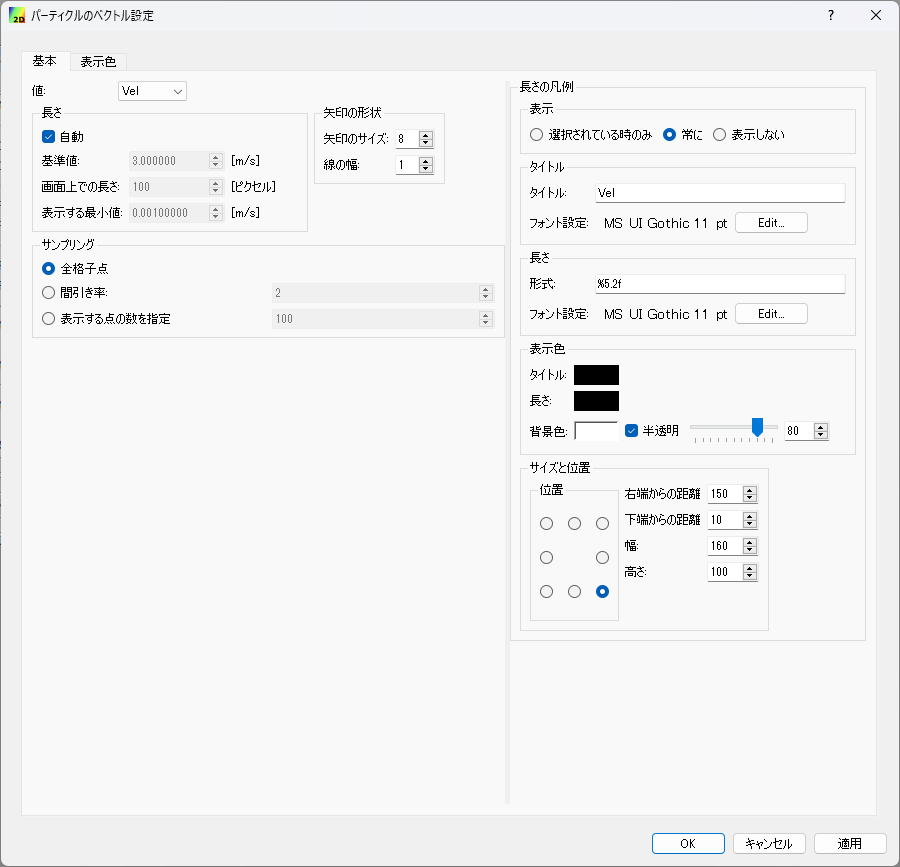 2D パーティクルのベクトル設定 ?
基本 表示色
値: Vel
長さ
自動
基準値: 3.000000 [m/s]
画面上での長さ: 100 [ピクセル]
表示する最小値: 0.00100000 [m/s]
矢印の形状
矢印のサイズ: 8
線の幅: 1
サンプリング
全格子点
間引き率: 2
表示する点の数を指定 100
長さの凡例
表示
選択されている時のみ 常に 表示しない
タイトル
タイトル: Vel
フォント設定: MS UI Gothic 11 pt Edit...
長さ
形式: %5.2f
フォント設定: MS UI Gothic 11 pt Edit...
表示色
タイトル:
長さ:
背景色: 半透明 80
サイズと位置
位置
右端からの距離 150
下端からの距離 10
幅: 160
高さ: 100
OK キャンセル 適用